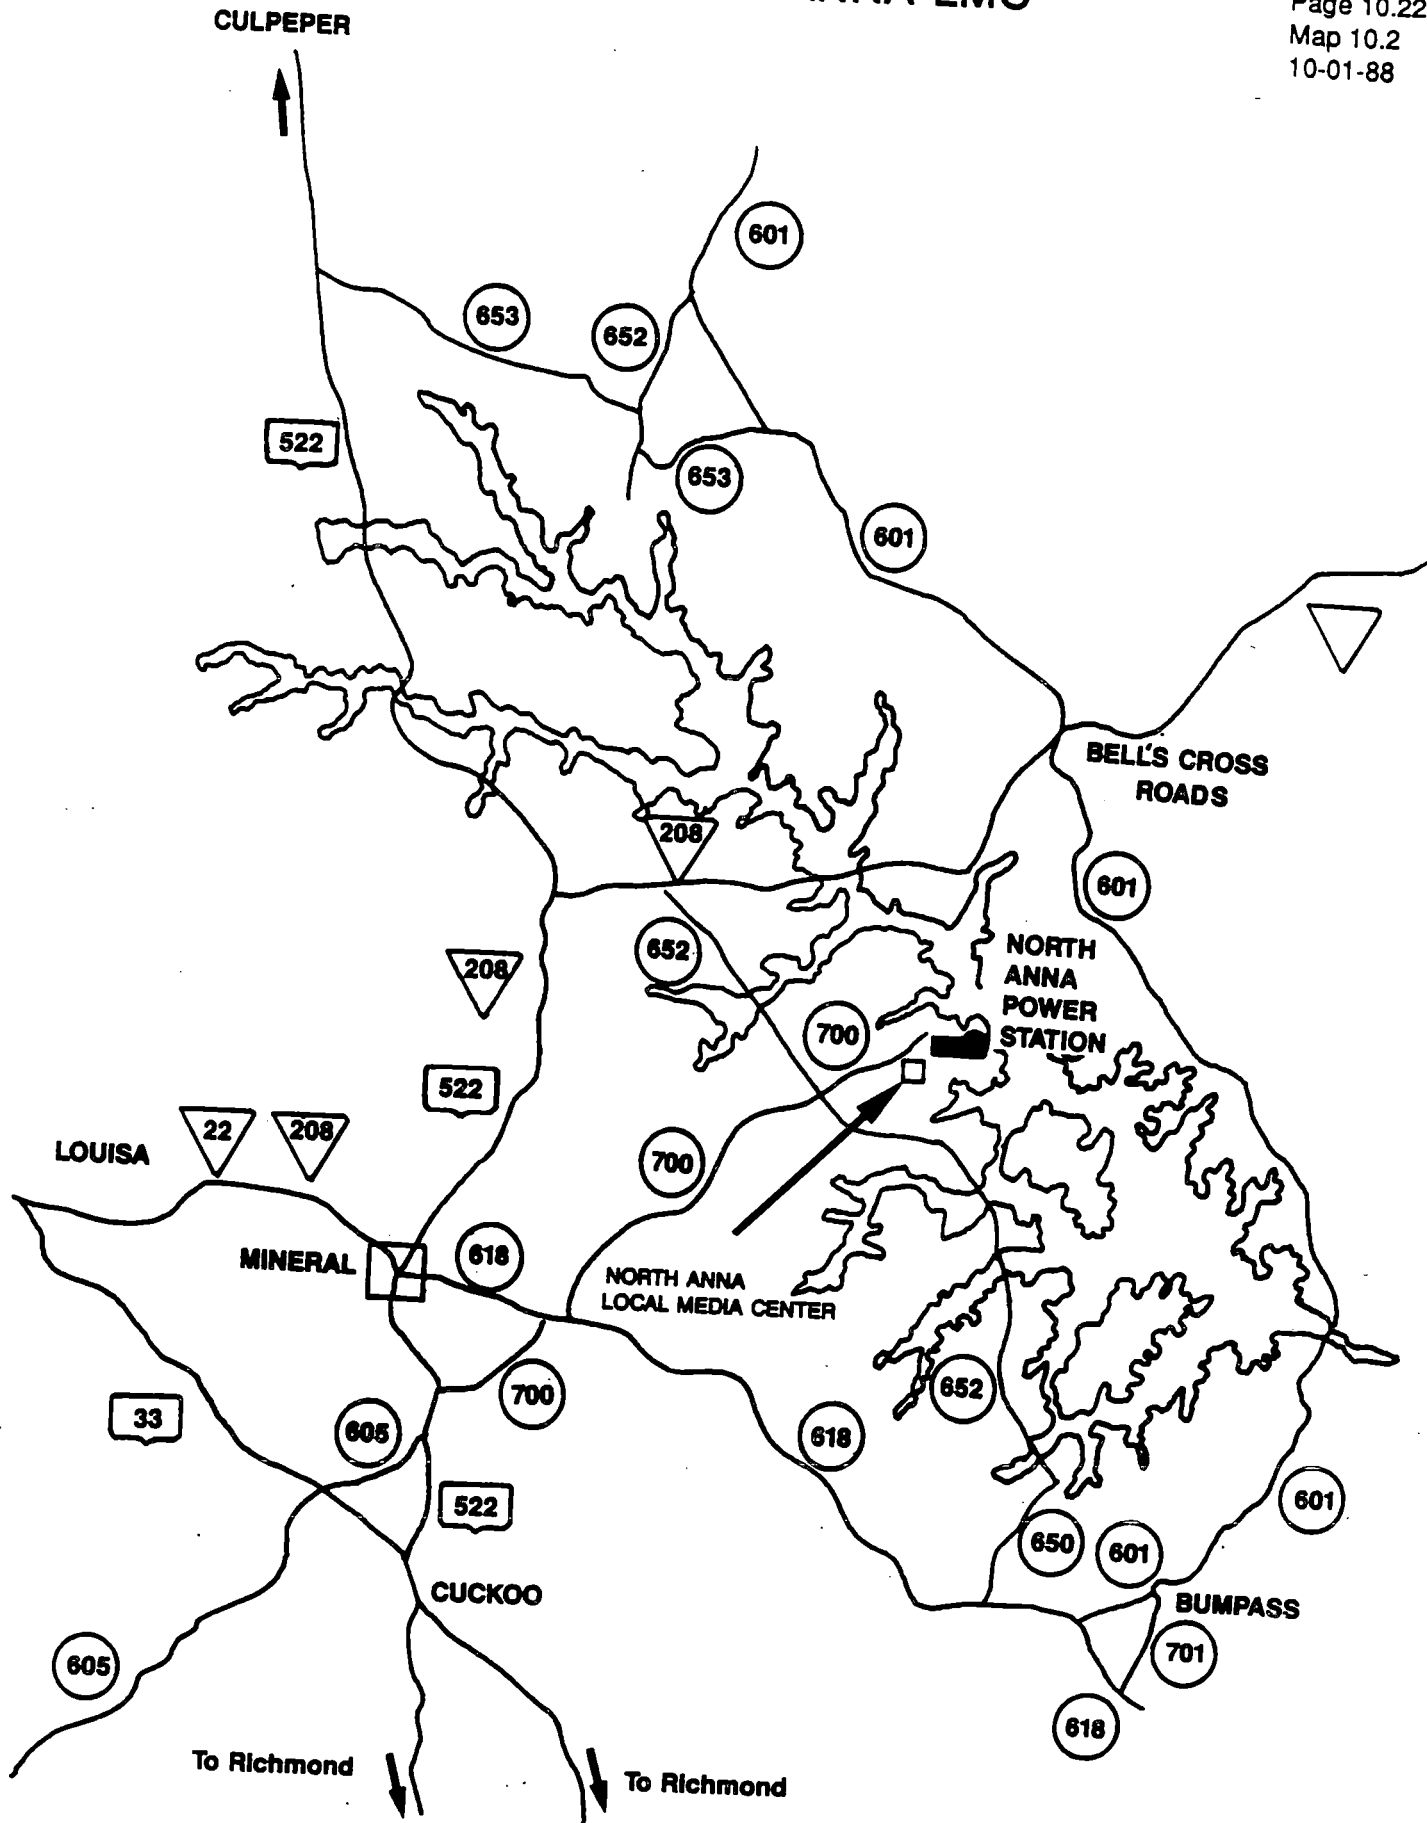 CULPEPER
Page 10.22
Map 10.2
10-01-88
601
653
652
522
653
601
BELL'S CROSS
ROADS
208
601
652
NORTH
ANNA
POWER
STATION
208
700
522
22
208
LOUISA
700
MINERAL
618
NORTH ANNA
LOCAL MEDIA CENTER
700
652
33
605
618
522
601
650
601
CUCKOO
BUMPASS
605
701
618
To Richmond
To Richmond